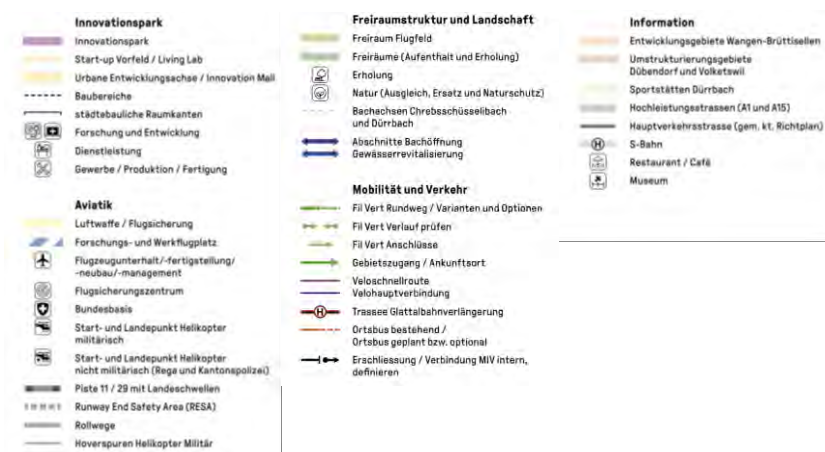 Innovationspark
Innovationspark
Start-up Vorfeld / Living Lab
Urbane Entwicklungsachse / Innovation Mall
Baubereiche
städtebauliche Raumkanten
Forschung und Entwicklung
Dienstleistung
Gewerbe / Produktion / Fertigung
Aviatik
Luftwaffe / Flugsicherung
Forschungs- und Werkflugplatz
Flugzeugunterhalt/-fertigstellung/
-neubau/-management
Flugsicherungszentrum
Bundesbasis
Start- und Landepunkt Helikopter
militärisch
Start- und Landepunkt Helikopter
nicht militärisch (Rega und Kantonspolizei)
Piste 11 / 29 mit Landeschwellen
Runway End Safety Area (RESA)
Rollwege
Hoverspuren Helikopter Militär
Freiraumstruktur und Landschaft
Freiraum Flugfeld
Freiräume (Aufenthalt und Erholung)
Erholung
Natur (Ausgleich, Ersatz und Naturschutz)
Bachachsen Chrebsschüsselibach
und Dürrbach
Abschnitte Bachöffnung
Gewässerrevitalisierung
Mobilität und Verkehr
Fil Vert Rundweg / Varianten und Optionen
Fil Vert Verlauf prüfen
Fil Vert Anschlüsse
Gebietszugang / Ankunftsort
Veloschnellroute
Velohauptverbindung
H Trassee Glattalbahnverlängerung
Ortsbus bestehend /
Ortsbus geplant bzw. optional
Erschliessung / Verbindung MIV intern,
definieren
Information
Entwicklungsgebiete Wangen-Brüttisellen
Umstrukturierungsgebiete
Dübendorf und Volketswil
Sportstätten Dürrbach
Hochleistungsstrassen (A1 und A15)
Hauptverkehrsstrasse (gem. kt. Richtplan)
H S-Bahn
Restaurant / Café
Museum